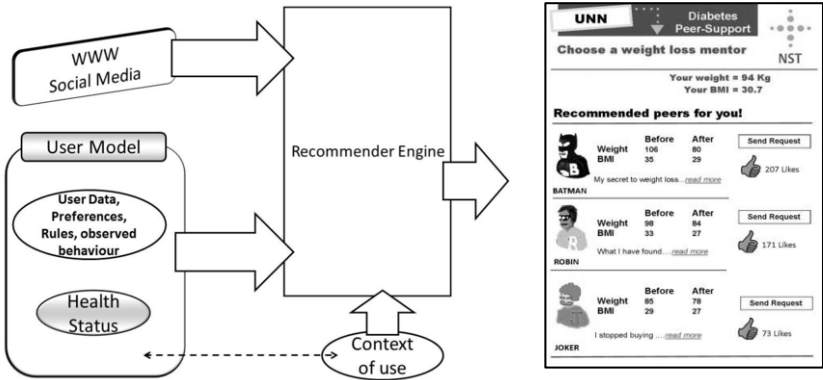 WWW
Social Media
User Model
User Data,
Preferences,
Rules, observed
behaviour
Health
Status
Recommender Engine
Context
of use
UNN
Diabetes
Peer-Support
NST
Choose a weight loss mentor
Your weight = 94 Kg
Your BMI = 30.7
Recommended peers for you!
Before After
Weight 106 80
BMI 35 29
Send Request
207 Likes
My secret to weight loss...read more
B
BATMAN
Before After
Weight 98 84
BMI 33 27
Send Request
171 Likes
What I have found....read more
R
ROBIN
Before After
Weight 85 78
BMI 29 27
Send Request
73 Likes
I stopped buying ....read more
J
JOKER